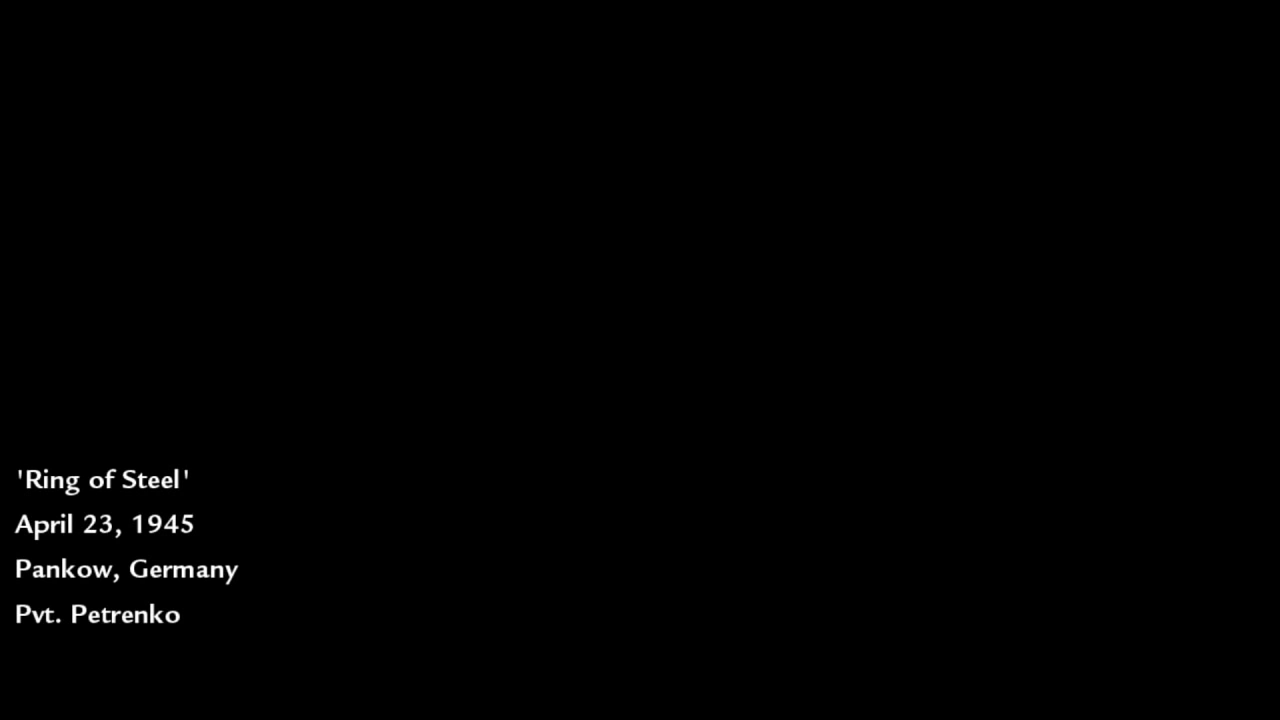 'Ring of Steel'
April 23, 1945
Pankow, Germany
Pvt. Petrenko